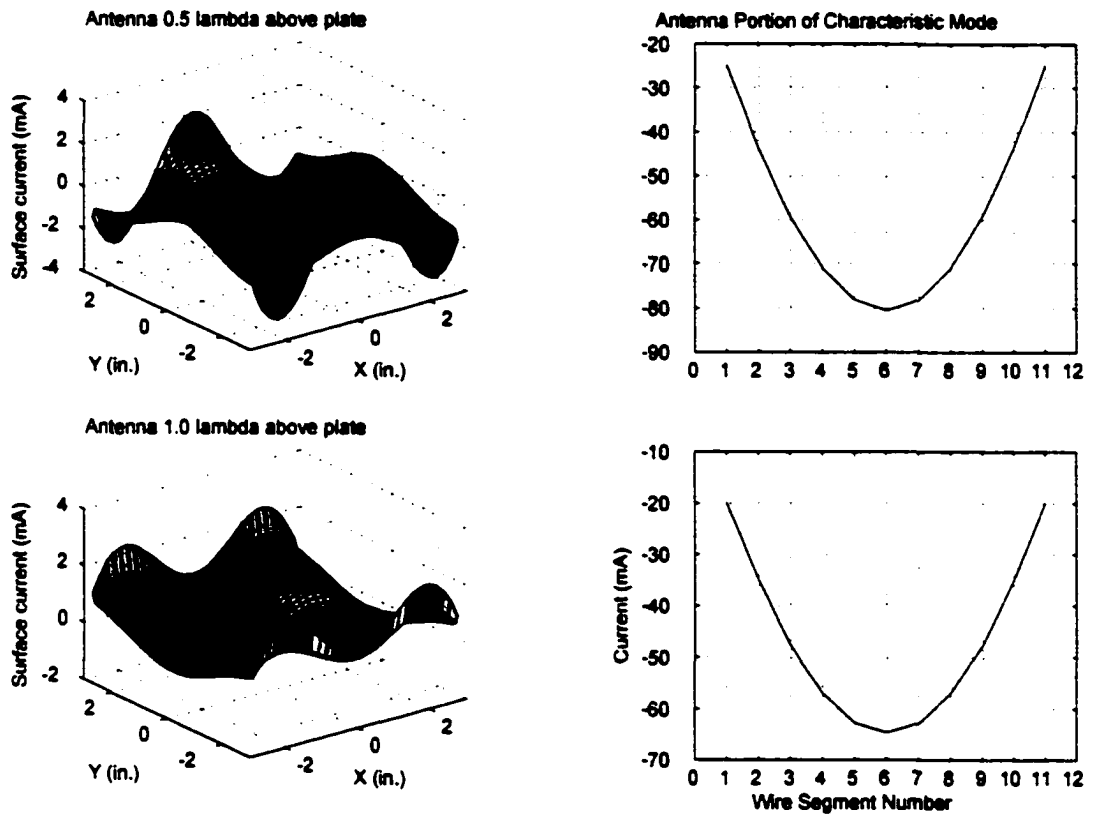 Antenna 0.5 lambda above plate
Surface current (mA)
4
2
0
-2
-4
2
0
-2
Y (in.)
-2
0
2
X (in.)
Antenna Portion of Characteristic Mode
-20
-30
-40
-50
-60
-70
-80
-90
0 1 2 3 4 5 6 7 8 9 10 11 12
Antenna 1.0 lambda above plate
Surface current (mA)
4
2
0
-2
2
0
-2
Y (in.)
-2
0
2
X (in.)
Current (mA)
-10
-20
-30
-40
-50
-60
-70
0 1 2 3 4 5 6 7 8 9 10 11 12
Wire Segment Number